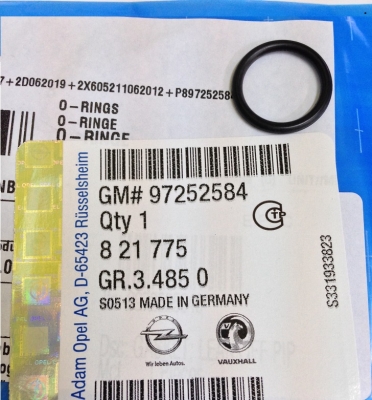 7+2D062019+2X605211062012+P897252584
O-RINGS
O-RINGE
O-RINGE
GM# 97252584
Qty 1
8 21 775
GR.3.485 0
S0513 MADE IN GERMANY
Wir leben Autos.
VAUXHALL
Adam Opel AG, D-65423 Rüsselsheim
S331933823